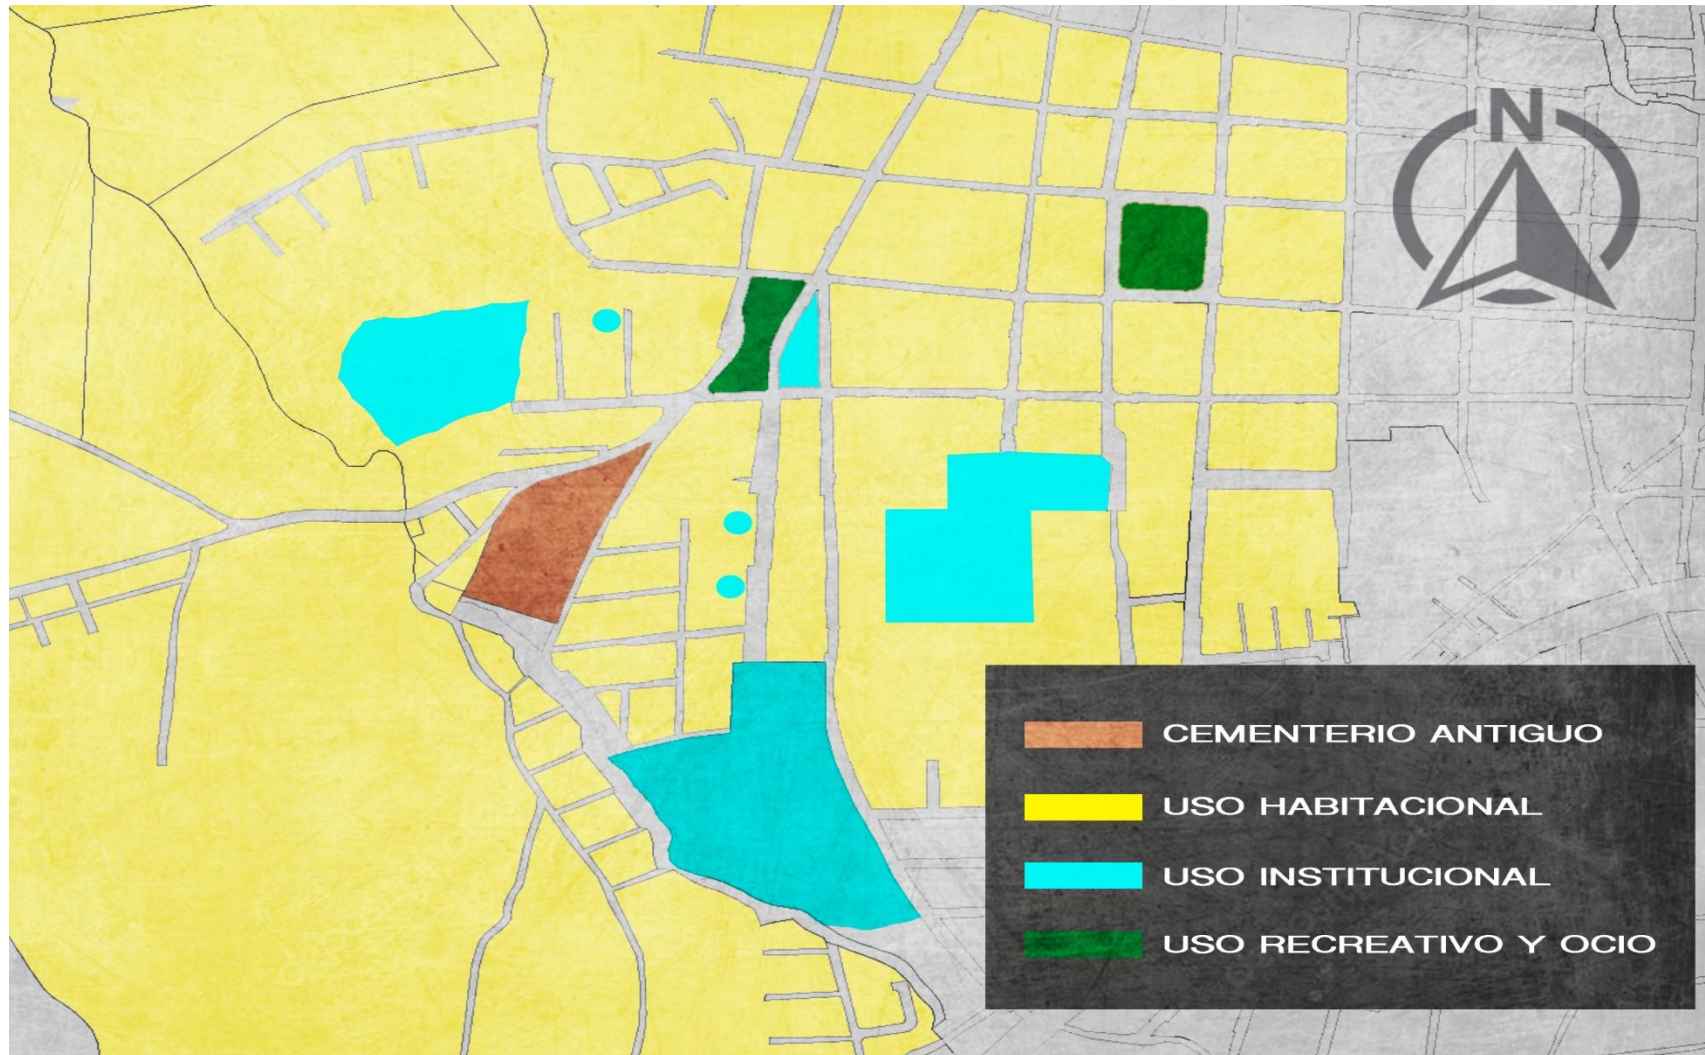 N
CEMENTERIO ANTIGUO
USO HABITACIONAL
USO INSTITUCIONAL
USO RECREATIVO Y OCIO